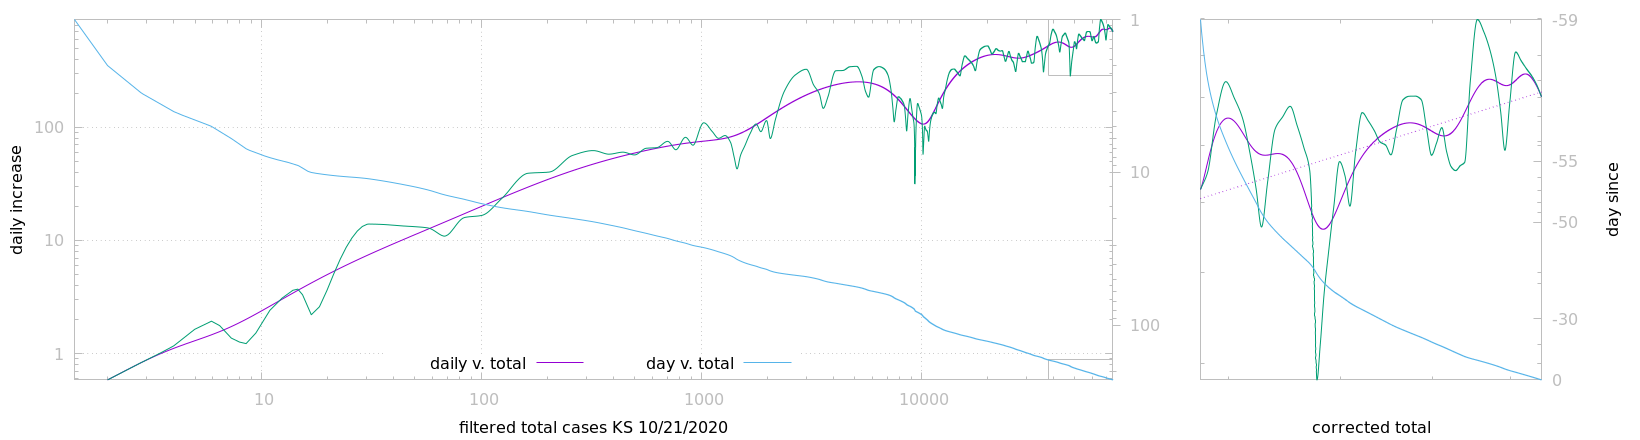 daily increase
100
10
1
daily v. total
day v. total
10
100
1000
10000
filtered total cases KS 10/21/2020
1
10
100
-59
-55
-50
-30
0
day since
corrected total